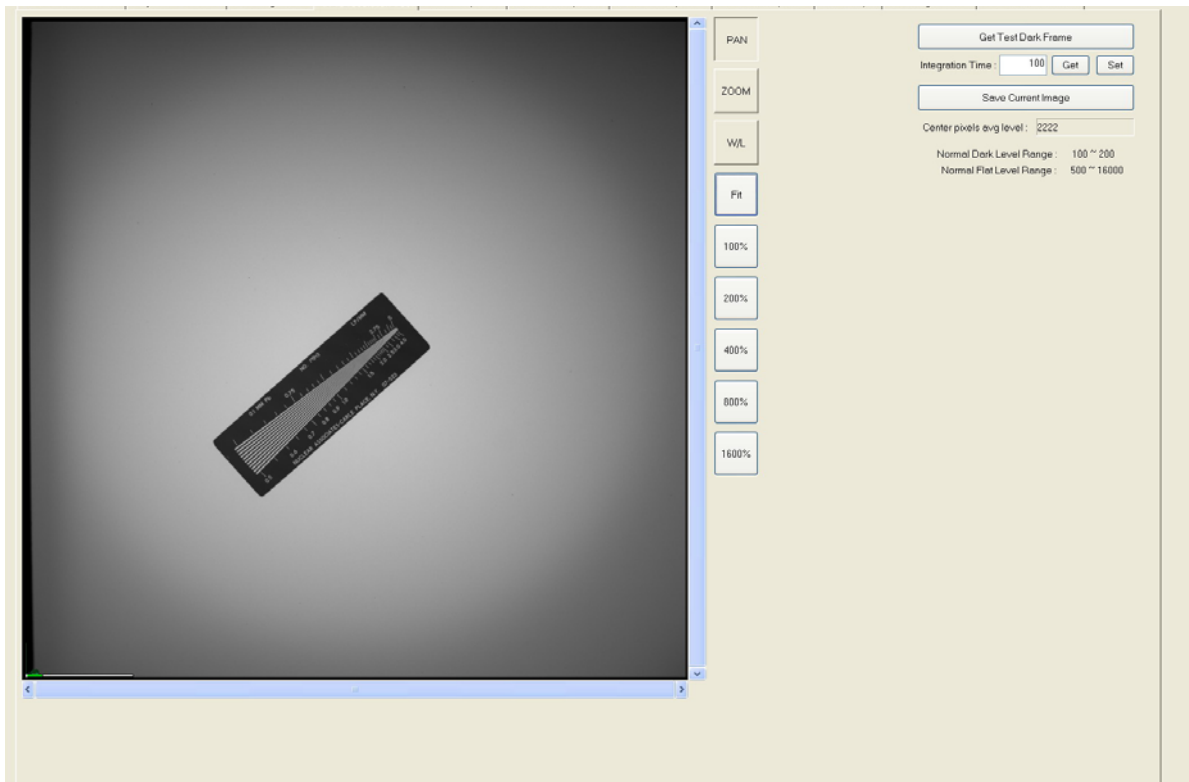 PAN
ZOOM
W/L
Fit
100%
200%
400%
800%
1600%
Get Test Dark Frame
Integration Time : 100 Get Set
Save Current Image
Center pixels avg level : 2222
Normal Dark Level Range : 100 ~ 200
Normal Flat Level Range : 500 ~ 16000